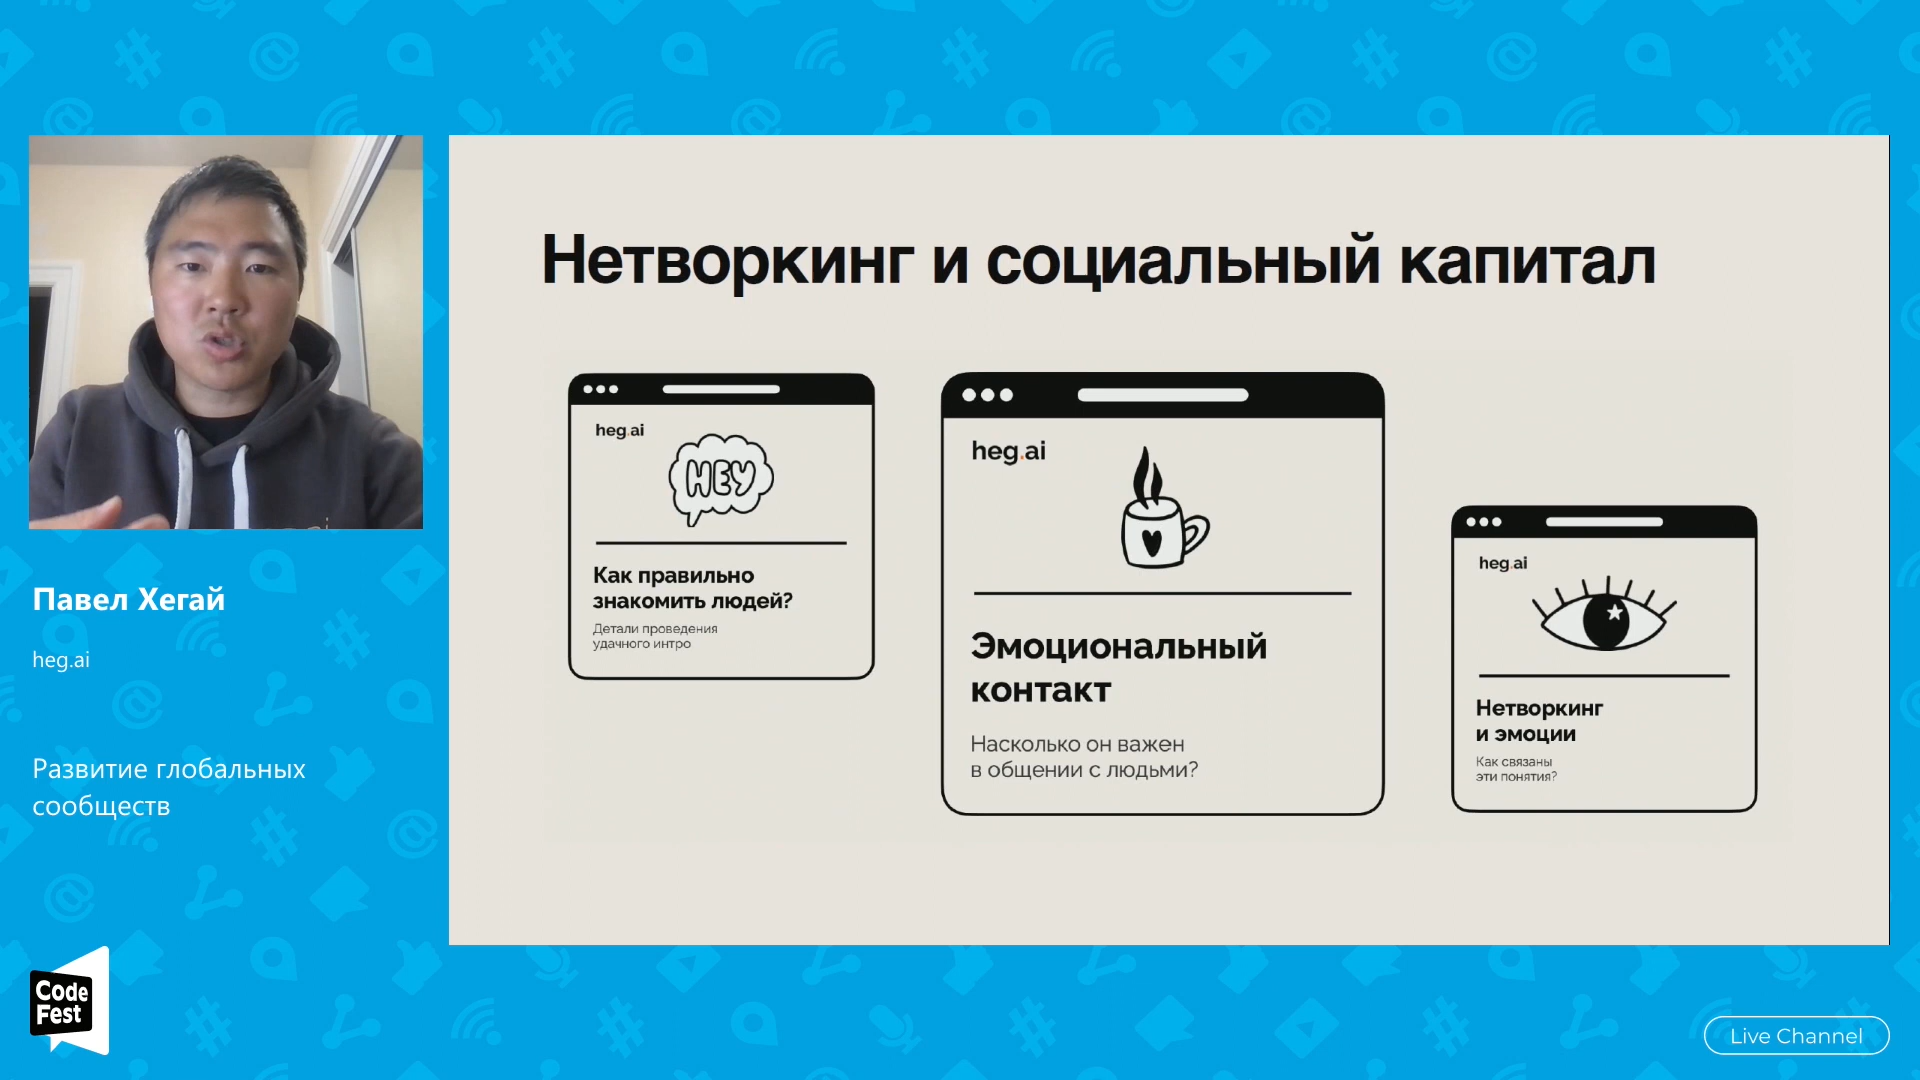 Нетворкинг и социальный капитал
heg.ai
HEY
Как правильно
знакомить людей?
Детали проведения
удачного интро
heg.ai
Эмоциональный
контакт
Насколько он важен
в общении с людьми?
heg.ai
Нетворкинг
и эмоции
Как связаны
эти понятия?
Павел Хегай
heg.ai
Развитие глобальных
сообществ
Code
Fest
Live Channel